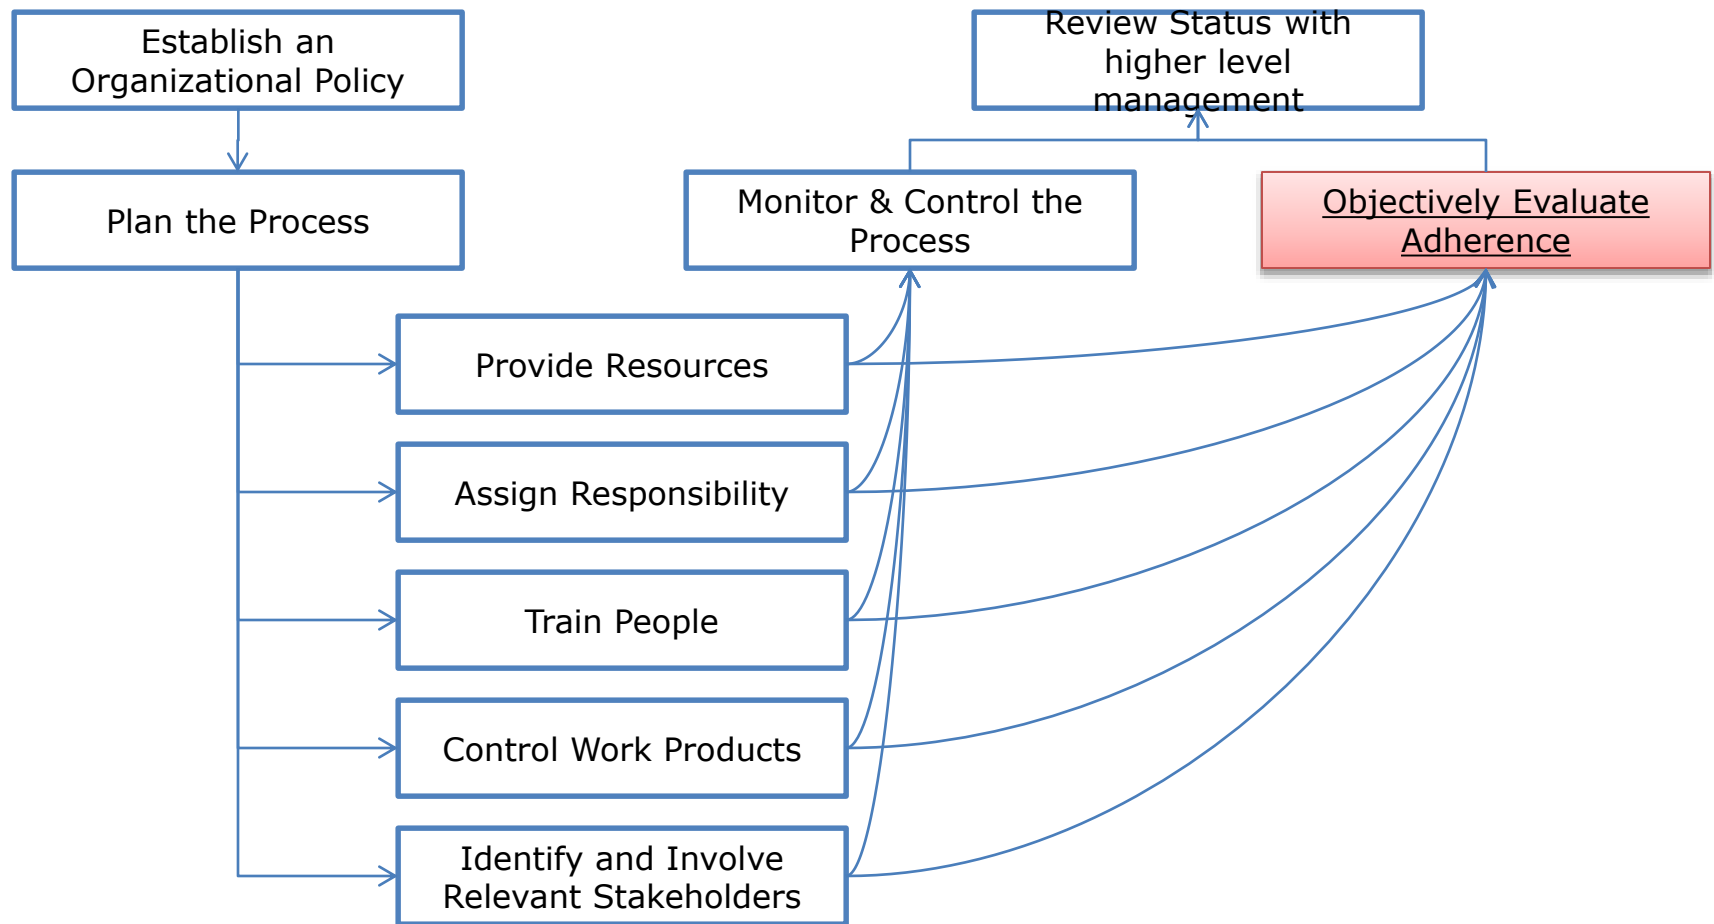 Establish an
Organizational Policy
Review Status with
higher level
management
Plan the Process
Monitor & Control the
Process
Objectively Evaluate
Adherence
Provide Resources
Assign Responsibility
Train People
Control Work Products
Identify and Involve
Relevant Stakeholders